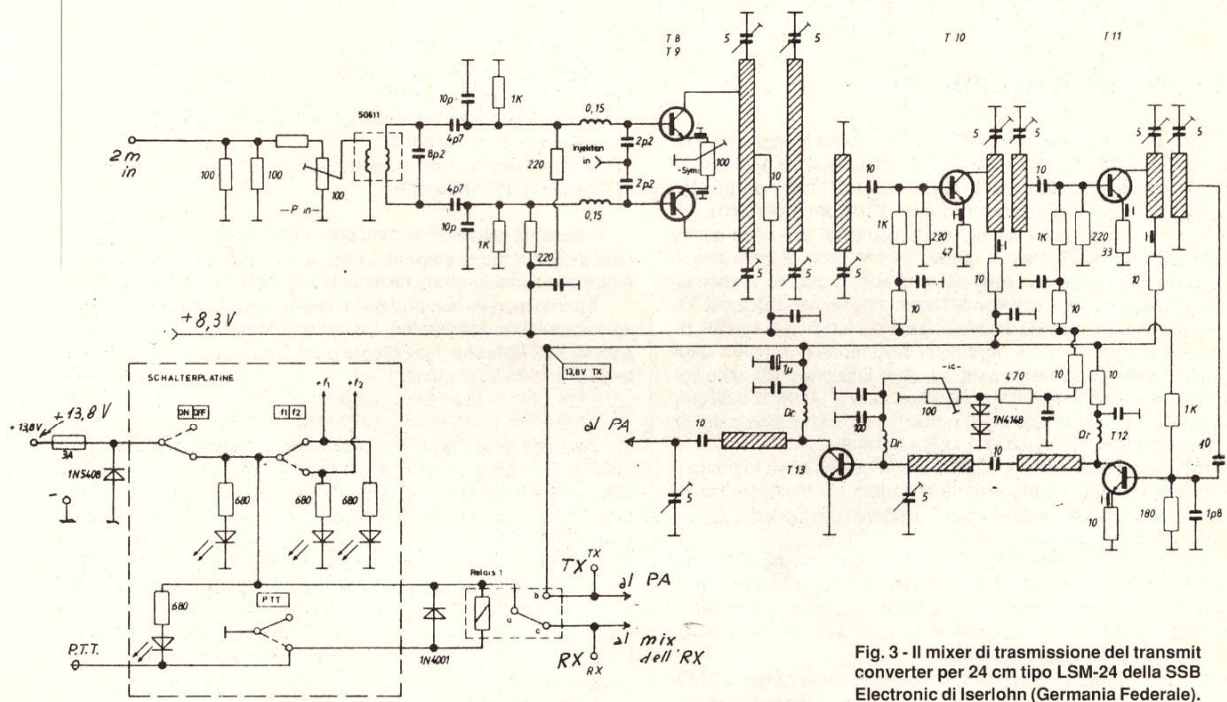 T 8
T 9
T 10
T 11
5
5
5
5
5
5
5
5
5
5
2 m
in
100
100
100
—P in—
50611
8p2
10p
4p7
1K
4p7
10p
1K
220
220
0,15
0,15
Injektion
in
2p2
2p2
100
-Sym-
10
10
1K
220
47
10
10
10
1K
220
33
10
10
+8,3V
13,8V TX
1µ
Dr
al PA
10
5
T13
100
-Ic-
100
470
1N4148
Dr
5
10
10
10
Dr
T12
10
180
1K
10
1p8
SCHALTERPLATINE
+13,8V
+13,8V
3A
1N5408
-
ON OFF
f1 f2
+f1
+f2
680
680
680
680
PTT
P.T.T.
1N4001
Relais 1
a
b
c
TX
TX
al PA
al mix
dell'RX
RX
RX
Fig. 3 - Il mixer di trasmissione del transmit
converter per 24 cm tipo LSM-24 della SSB
Electronic di Iserlohn (Germania Federale).